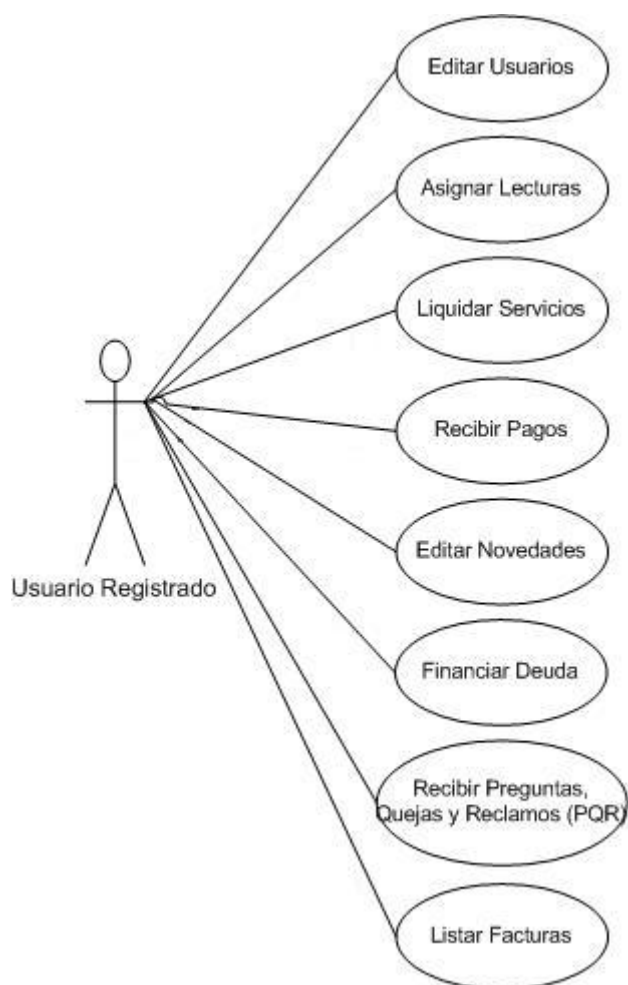 Editar Usuarios
Asignar Lecturas
Liquidar Servicios
Recibir Pagos
Editar Novedades
Usuario Registrado
Financiar Deuda
Recibir Preguntas,
Quejas y Reclamos (PQR)
Listar Facturas